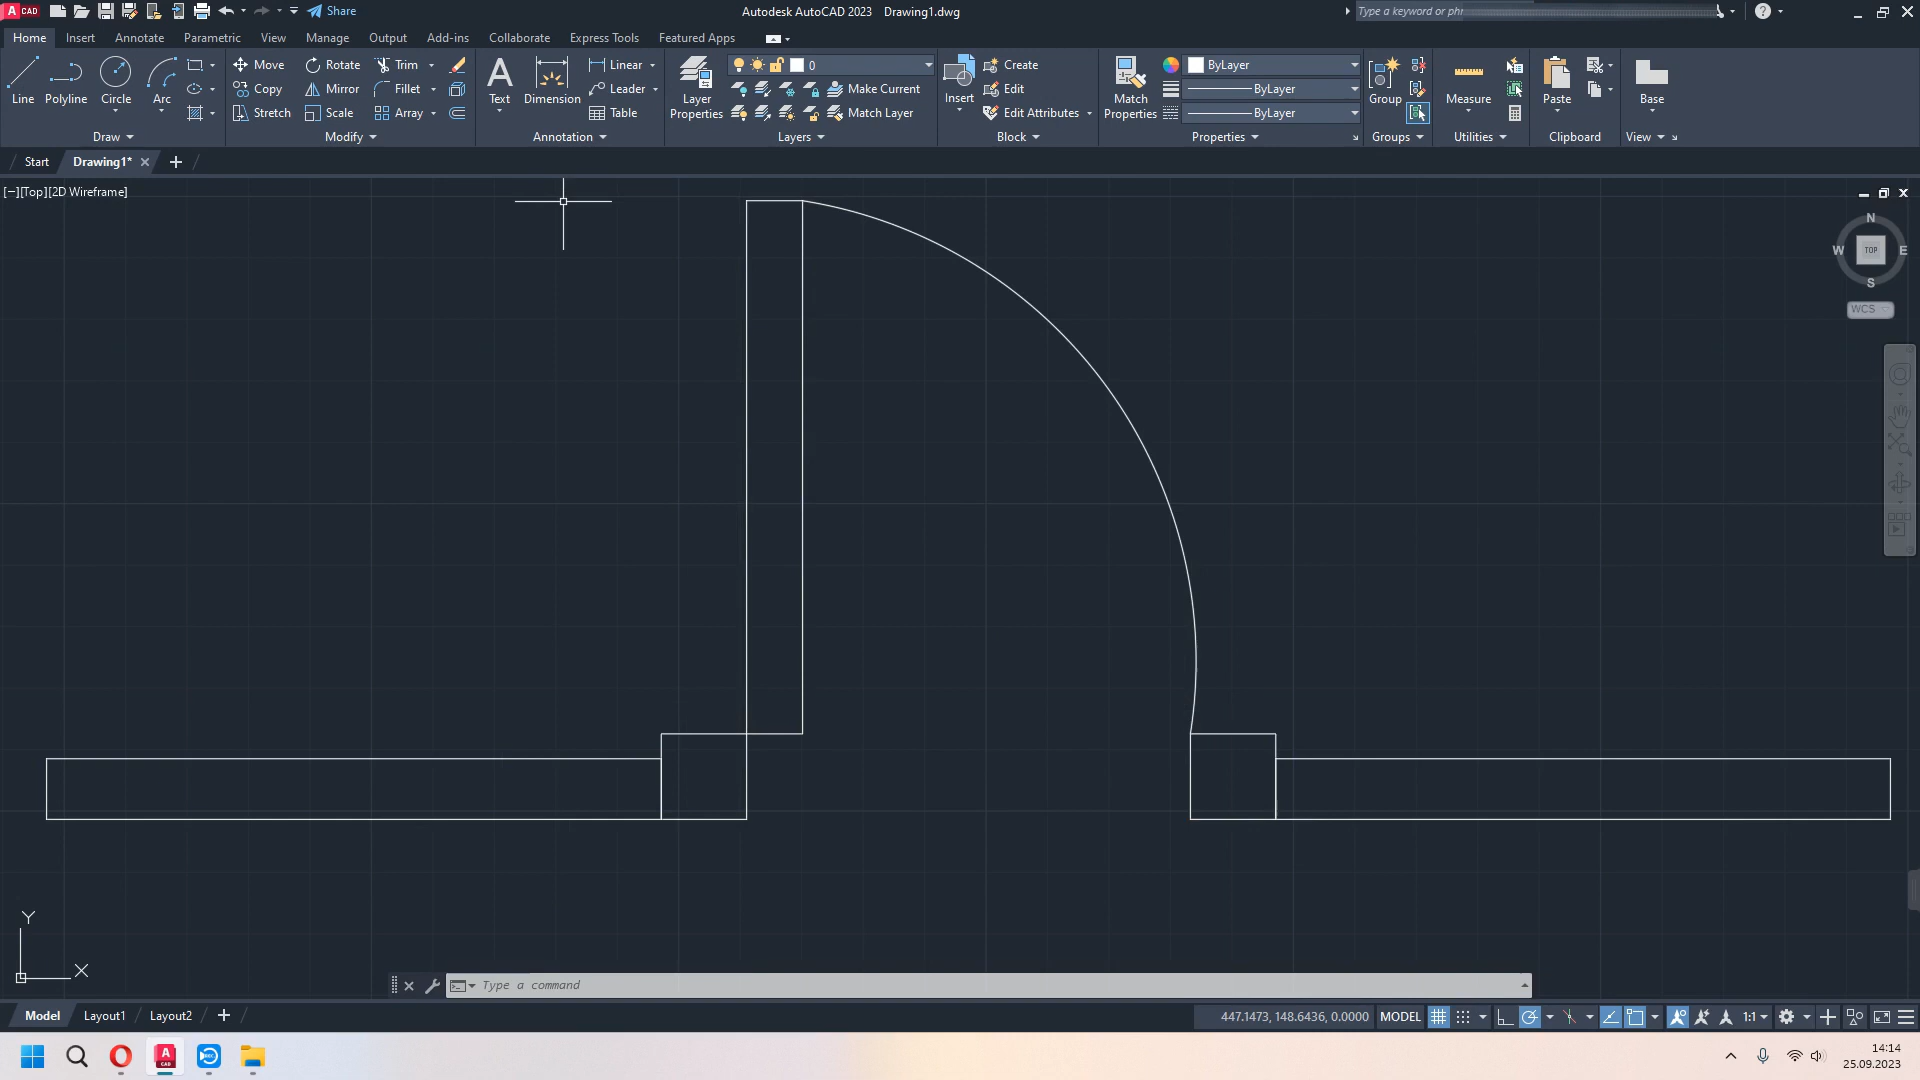 A CAD Share Autodesk AutoCAD 2023 Drawing1.dwg Type a keyword or phr
Home Insert Annotate Parametric View Manage Output Add-ins Collaborate Express Tools Featured Apps
Line Polyline Circle Arc
Move Rotate Trim
Copy Mirror Fillet
Stretch Scale Array
Text Dimension
Linear
Leader
Table
Layer Properties
0
Make Current
Match Layer
Insert
Create
Edit
Edit Attributes
Match Properties
ByLayer
ByLayer
ByLayer
Group
Measure
Paste
Base
Draw Modify Annotation Layers Block Properties Groups Utilities Clipboard View
Start Drawing1*
[−][Top][2D Wireframe]
N
W TOP E
S
WCS
Y
X
Type a command
Model Layout1 Layout2 447.1473, 148.6436, 0.0000 MODEL 1:1
A CAD
REC
14:14
25.09.2023